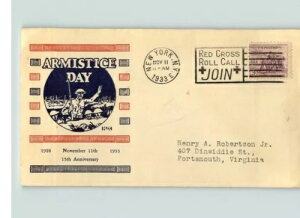 ARMISTICE
DAY
1918 November 11th 1933
15th Anniversary
NEW YORK, N.Y.
NOV 11
AM
1933
RED CROSS
ROLL CALL
JOIN
Henry A. Robertson Jr.
407 Dinwiddie St.,
Portsmouth, Virginia